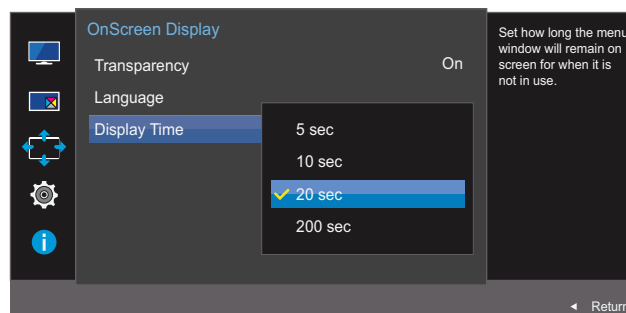 OnScreen Display
Transparency On
Language
Display Time
5 sec
10 sec
20 sec
200 sec
Set how long the menu
window will remain on
screen for when it is
not in use.
Return